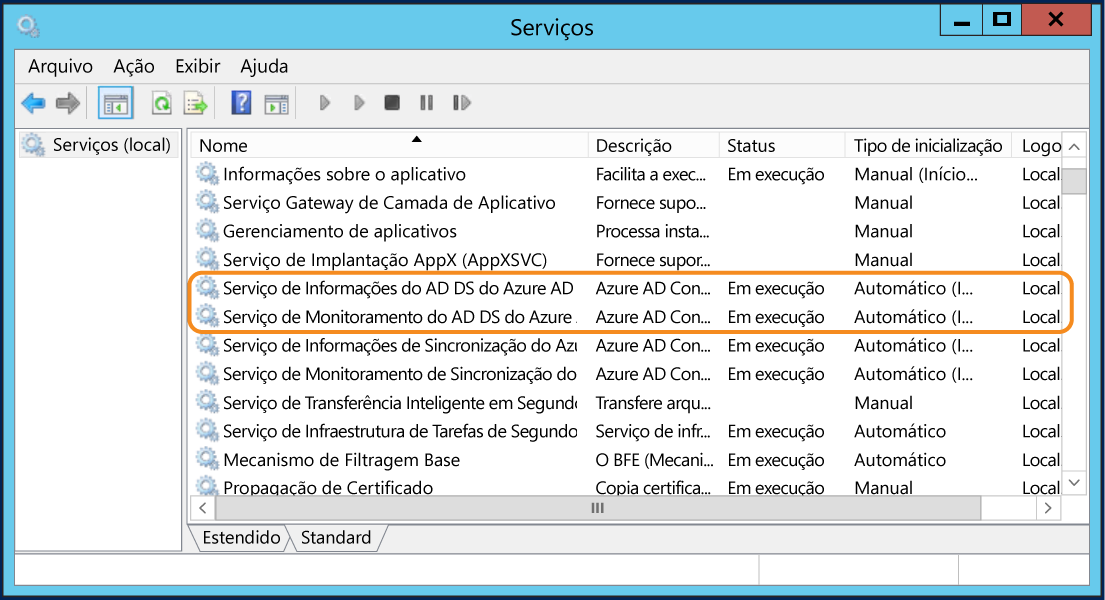 Serviços
Arquivo Ação Exibir Ajuda
Serviços (local)
Nome Descrição Status Tipo de inicialização Logo
Informações sobre o aplicativo Facilita a exec... Em execução Manual (Início... Local
Serviço Gateway de Camada de Aplicativo Fornece supo... Manual Local
Gerenciamento de aplicativos Processa insta... Manual Local
Serviço de Implantação AppX (AppXSVC) Fornece supor... Manual Local
Serviço de Informações do AD DS do Azure AD Azure AD Con... Em execução Automático (I... Local
Serviço de Monitoramento do AD DS do Azure Azure AD Con... Em execução Automático (I... Local
Serviço de Informações de Sincronização do Azu Azure AD Con... Em execução Automático (I... Local
Serviço de Monitoramento de Sincronização do Azure AD Con... Em execução Automático (I... Local
Serviço de Transferência Inteligente em Segundo Transfere arqu... Manual Local
Serviço de Infraestrutura de Tarefas de Segundo Serviço de infr... Em execução Automático Local
Mecanismo de Filtragem Base O BFE (Mecani... Em execução Automático Local
Propagação de Certificado Copia certifica... Em execução Manual Local
Estendido Standard